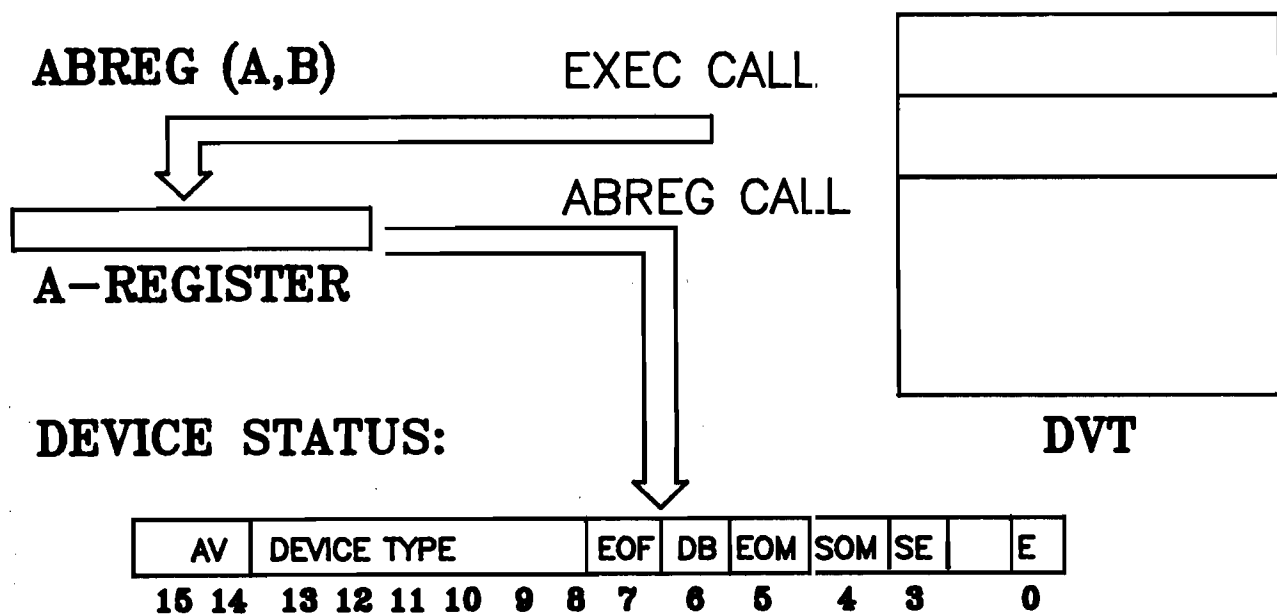 ABREG (A,B)
EXEC CALL
ABREG CALL
A-REGISTER
DEVICE STATUS:
DVT
AV DEVICE TYPE EOF DB EOM SOM SE E
15 14 13 12 11 10 9 8 7 6 5 4 3 0